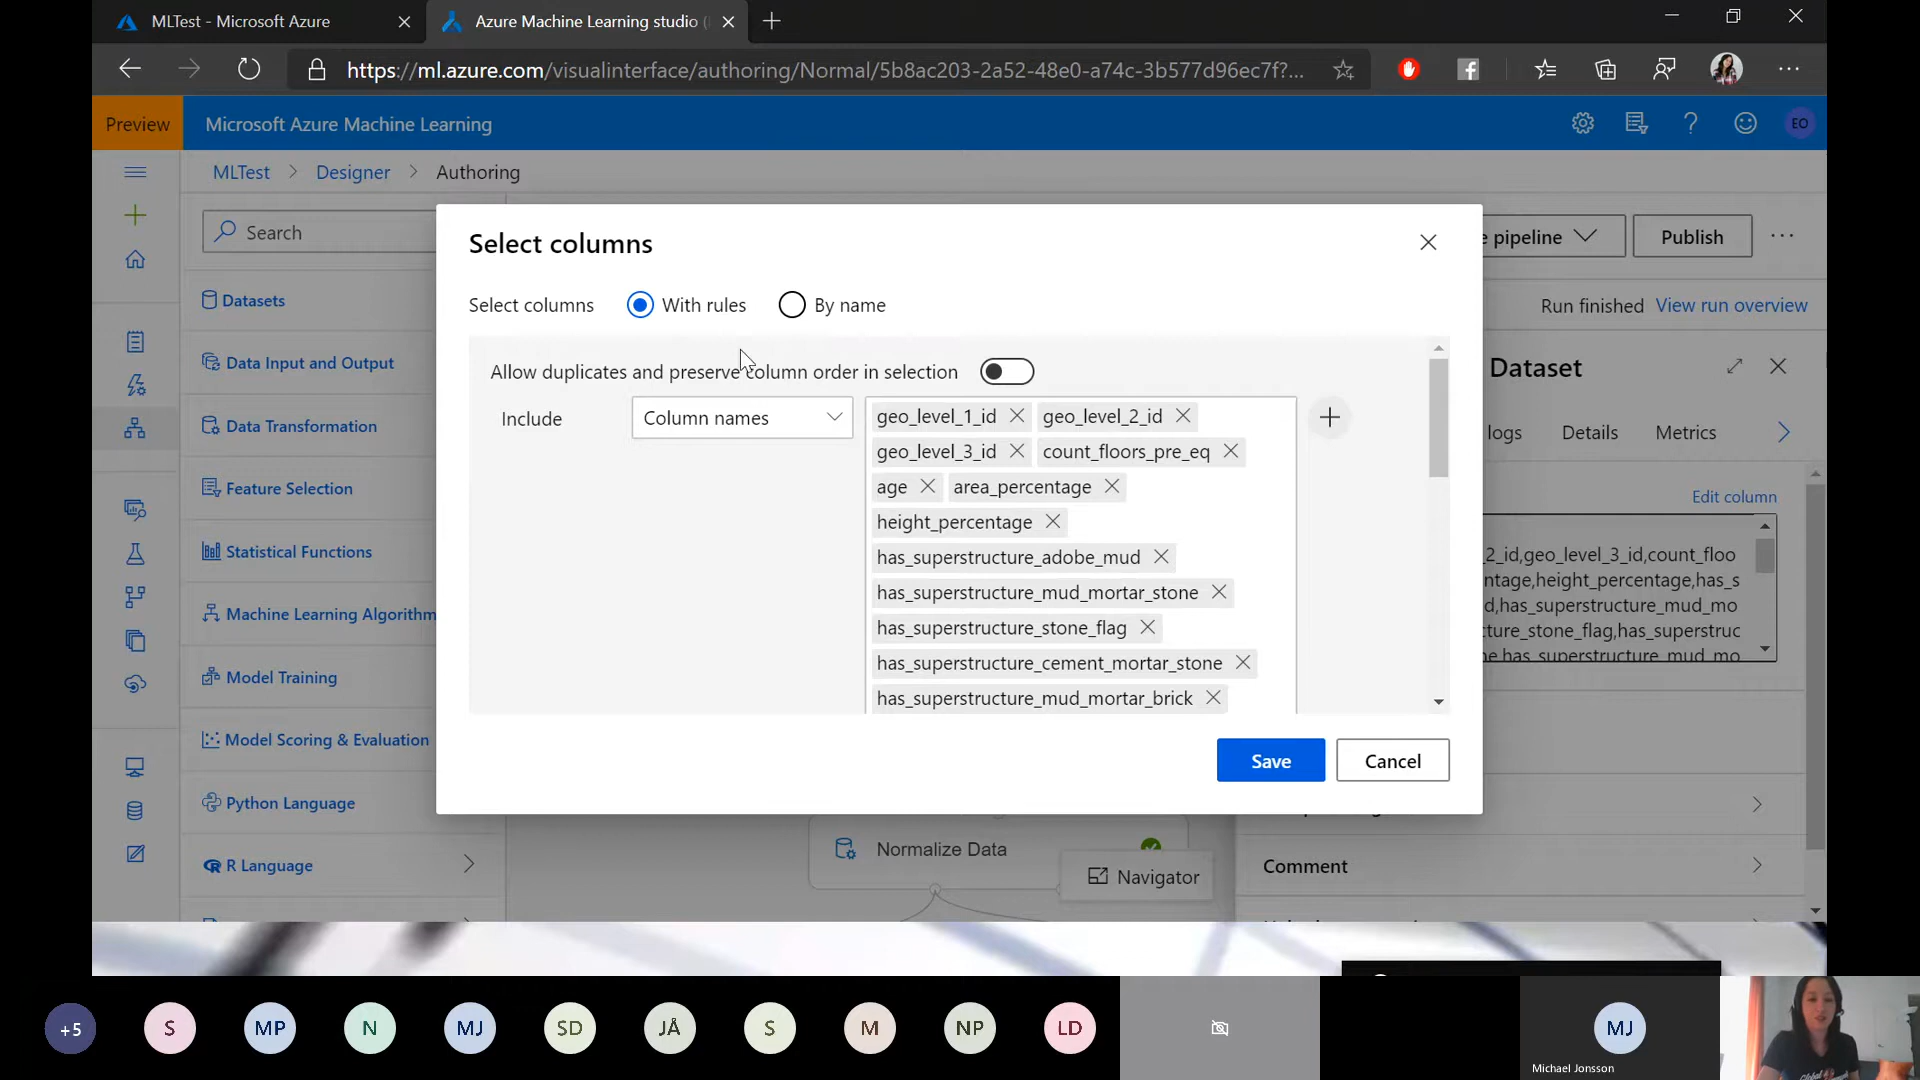 MLTest - Microsoft Azure
Azure Machine Learning studio (
https://ml.azure.com/visualinterface/authoring/Normal/5b8ac203-2a52-48e0-a74c-3b577d96ec7f?...
Preview
Microsoft Azure Machine Learning
EO
MLTest > Designer > Authoring
Search
Datasets
Data Input and Output
Data Transformation
Feature Selection
Statistical Functions
Machine Learning Algorithm
Model Training
Model Scoring & Evaluation
Python Language
R Language
Select columns
Select columns With rules By name
Allow duplicates and preserve column order in selection
Include Column names
geo_level_1_id geo_level_2_id
geo_level_3_id count_floors_pre_eq
age area_percentage
height_percentage
has_superstructure_adobe_mud
has_superstructure_mud_mortar_stone
has_superstructure_stone_flag
has_superstructure_cement_mortar_stone
has_superstructure_mud_mortar_brick
Save Cancel
e pipeline Publish
Run finished View run overview
Dataset
logs Details Metrics
Edit column
_2_id,geo_level_3_id,count_floo
ntage,height_percentage,has_s
d,has_superstructure_mud_mo
cture_stone_flag,has_superstruc
Normalize Data
Navigator
Comment
+5 S MP N MJ SD JÅ S M NP LD MJ
Michael Jonsson